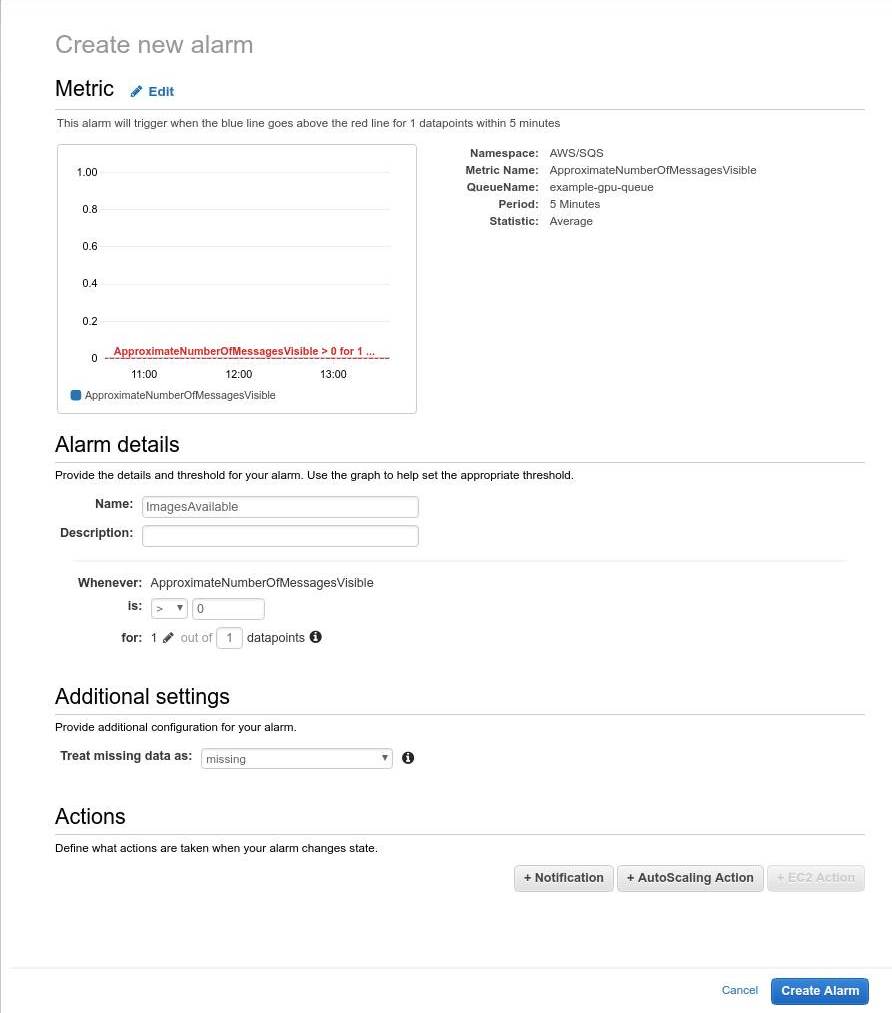 Create new alarm
Metric Edit
This alarm will trigger when the blue line goes above the red line for 1 datapoints within 5 minutes
1.00
0.8
0.6
0.4
0.2
0
ApproximateNumberOfMessagesVisible > 0 for 1 ...
11:00 12:00 13:00
ApproximateNumberOfMessagesVisible
Namespace: AWS/SQS
Metric Name: ApproximateNumberOfMessagesVisible
QueueName: example-gpu-queue
Period: 5 Minutes
Statistic: Average
Alarm details
Provide the details and threshold for your alarm. Use the graph to help set the appropriate threshold.
Name: ImagesAvailable
Description:
Whenever: ApproximateNumberOfMessagesVisible
is: > 0
for: 1 out of 1 datapoints
Additional settings
Provide additional configuration for your alarm.
Treat missing data as: missing
Actions
Define what actions are taken when your alarm changes state.
+ Notification + AutoScaling Action + EC2 Action
Cancel Create Alarm